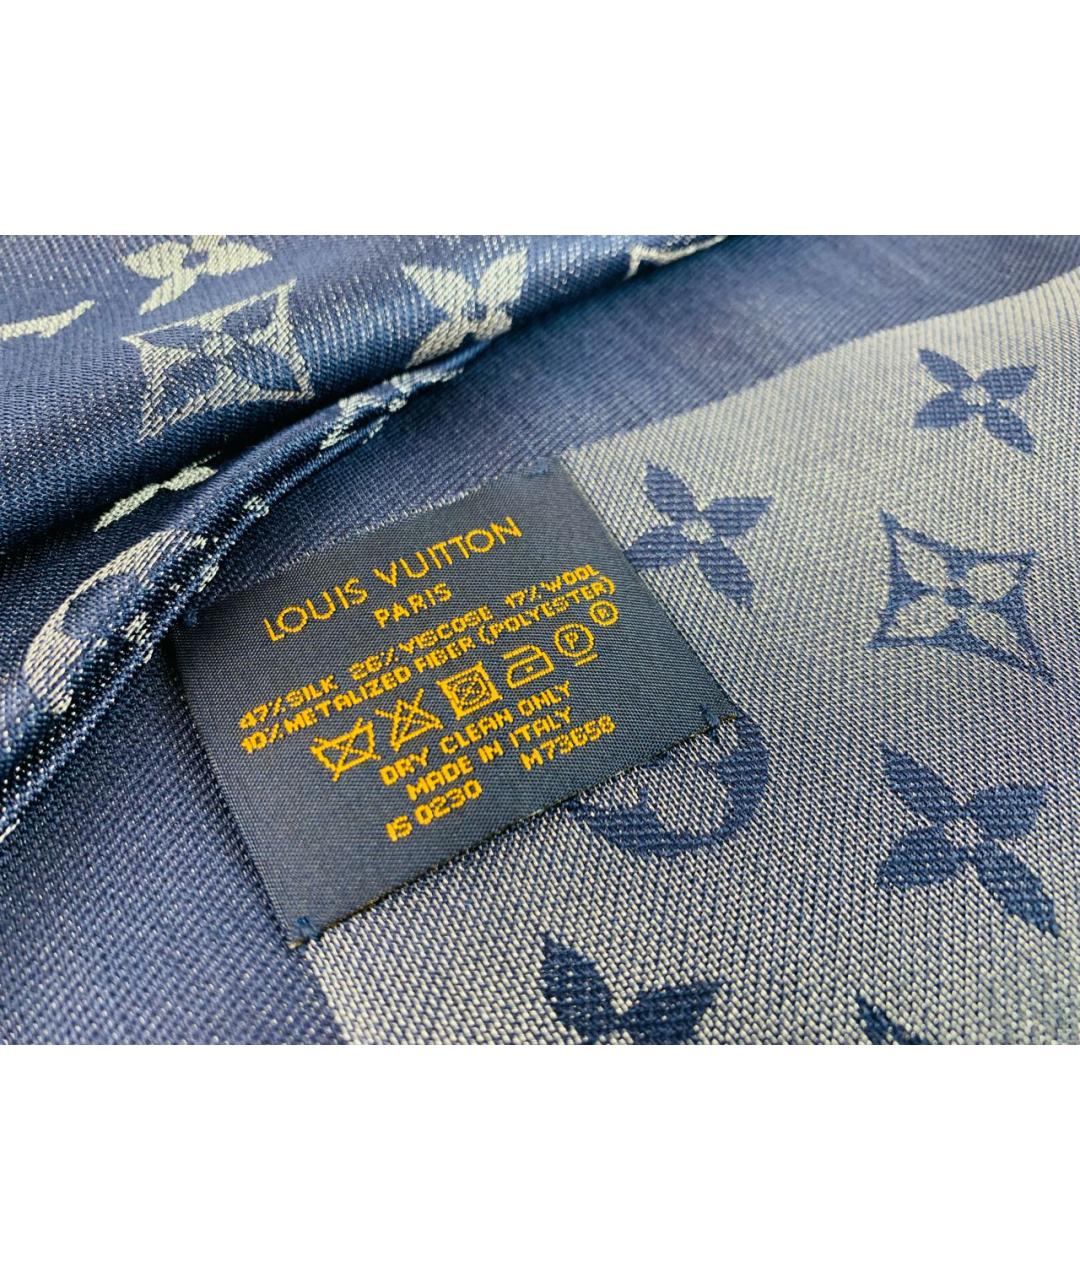 LOUIS VUITTON
PARIS
47% SILK 26% VISCOSE 17% WOOL
10% METALIZED FIBER (POLYESTER)
P
DRY CLEAN ONLY
MADE IN ITALY
IS 0230 M73658